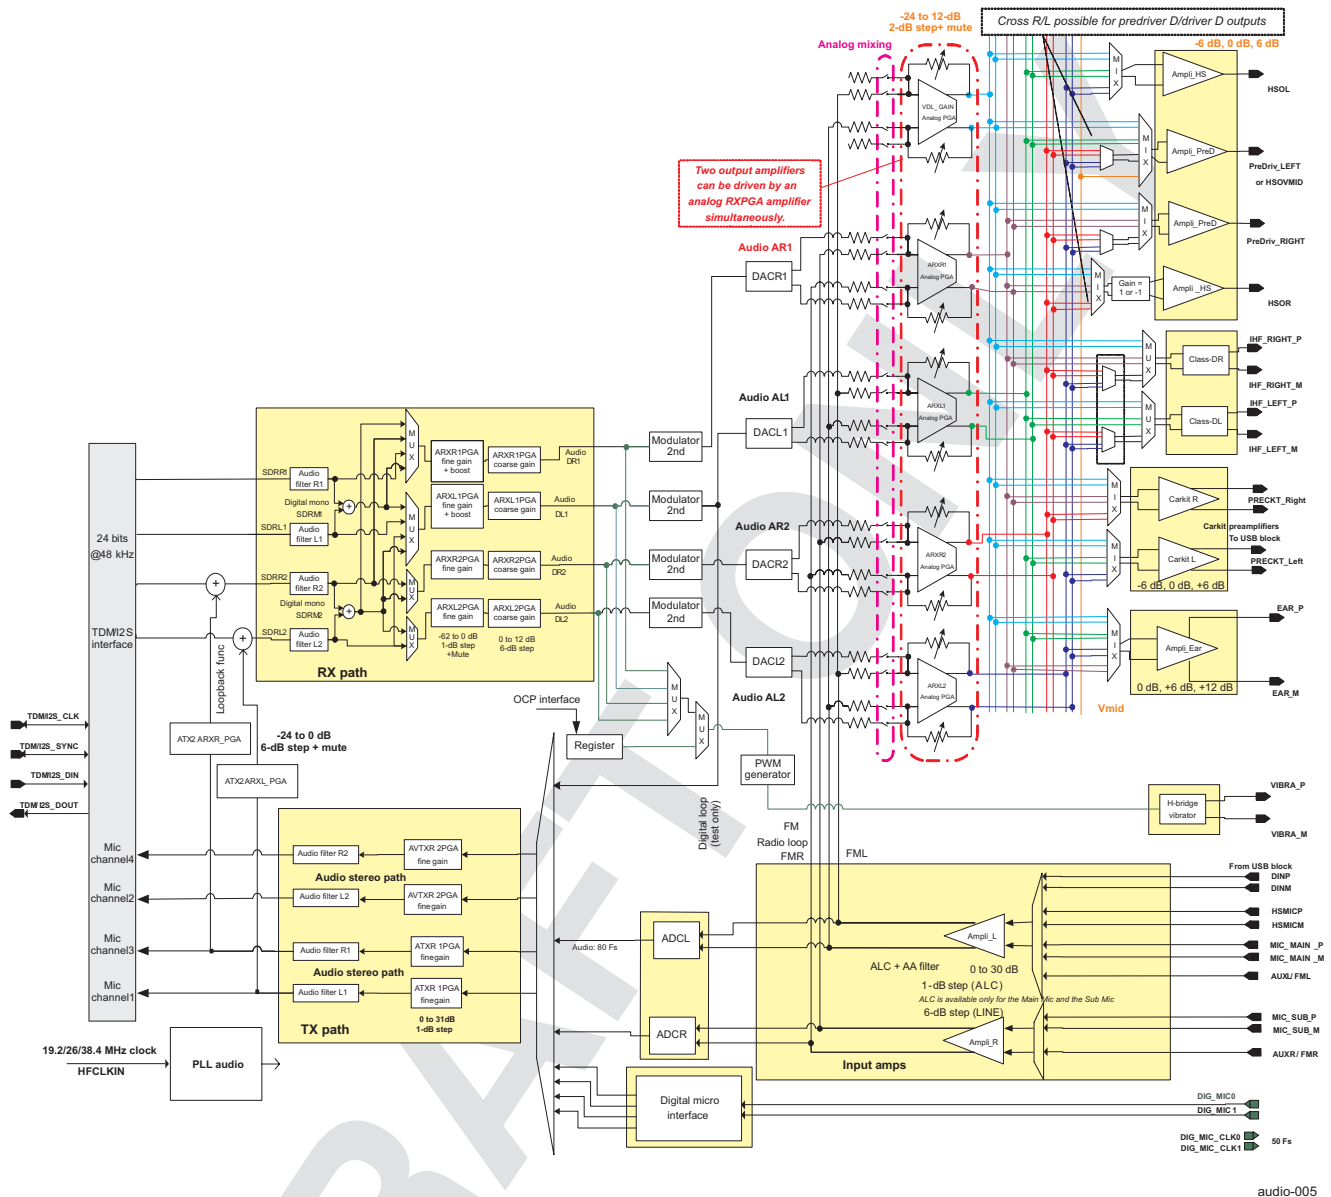 -24 to 12-dB
2-dB step+ mute
Cross R/L possible for predriver D/driver D outputs
Analog mixing
-6 dB, 0 dB, 6 dB
M
I
X
Ampli_HS
HSOL
VDL_GAIN
Analog PGA
M
I
X
Ampli_PreD
PreDriv_LEFT
or HSOVMID
Two output amplifiers
can be driven by an
analog RXPGA amplifier
simultaneously.
M
I
X
Ampli_PreD
PreDriv_RIGHT
Audio AR1
DACR1
ARXR1
Analog PGA
M
I
X
Gain =
1 or -1
Ampli_HS
HSOR
M
U
X
Class-DR
IHF_RIGHT_P
IHF_RIGHT_M
Audio AL1
DACL1
ARXL1
Analog PGA
M
U
X
Class-DL
IHF_LEFT_P
IHF_LEFT_M
24 bits
@48 kHz
TDM/I2S
interface
SDRR1
Audio
filter R1
Digital mono
SDRM1
SDRL1
Audio
filter L1
SDRR2
Audio
filter R2
Digital mono
SDRM2
SDRL2
Audio
filter L2
M
U
X
M
U
X
M
U
X
M
U
X
ARXR1PGA
fine gain
+ boost
ARXR1PGA
coarse gain
Audio
DR1
ARXL1PGA
fine gain
+ boost
ARXL1PGA
coarse gain
Audio
DL1
ARXR2PGA
fine gain
ARXR2PGA
coarse gain
Audio
DR2
ARXL2PGA
fine gain
ARXL2PGA
coarse gain
Audio
DL2
-62 to 0 dB
1-dB step
+Mute
0 to 12 dB
6-dB step
RX path
Modulator
2nd
Modulator
2nd
Modulator
2nd
Modulator
2nd
Audio AR2
DACR2
ARXR2
Analog PGA
M
I
X
Carkit R
PRECKT_Right
Carkit preamplifiers
To USB block
M
I
X
Carkit L
PRECKT_Left
-6 dB, 0 dB, +6 dB
DACL2
Audio AL2
ARXL2
Analog PGA
M
I
X
Ampli_Ear
0 dB, +6 dB, +12 dB
EAR_P
EAR_M
Vmid
Loopback func
ATX2 ARXR_PGA
-24 to 0 dB
6-dB step + mute
ATX2ARXL_PGA
OCP interface
Register
M
U
X
M
U
X
PWM
generator
TDM/I2S_CLK
TDM/I2S_SYNC
TDM/I2S_DIN
TDM/I2S_DOUT
H-bridge
vibrator
VIBRA_P
VIBRA_M
Digital loop
(test only)
FM
Radio loop
FMR
FML
Mic
channel4
Mic
channel2
Mic
channel3
Mic
channel1
Audio filter R2
AVTXR 2PGA
fine gain
Audio stereo path
Audio filter L2
AVTXR 2PGA
finegain
Audio filter R1
ATXR 1PGA
finegain
Audio stereo path
Audio filter L1
ATXR 1PGA
finegain
0 to 31dB
1-dB step
TX path
Audio: 80 Fs
ADCL
ADCR
Ampli_L
ALC + AA filter
0 to 30 dB
1-dB step (ALC)
ALC is available only for the Main Mic and the Sub Mic
6-dB step (LINE)
Ampli_R
Input amps
From USB block
DINP
DINM
HSMICP
HSMICM
MIC_MAIN _P
MIC_MAIN _M
AUXL/ FML
MIC_SUB_P
MIC_SUB_M
AUXR/ FMR
19.2/26/38.4 MHz clock
HFCLKIN
PLL audio
Digital micro
interface
DIG_MIC0
DIG_MIC1
DIG_MIC_CLK0
DIG_MIC_CLK1
50 Fs
DRAFT ONLY
audio-005